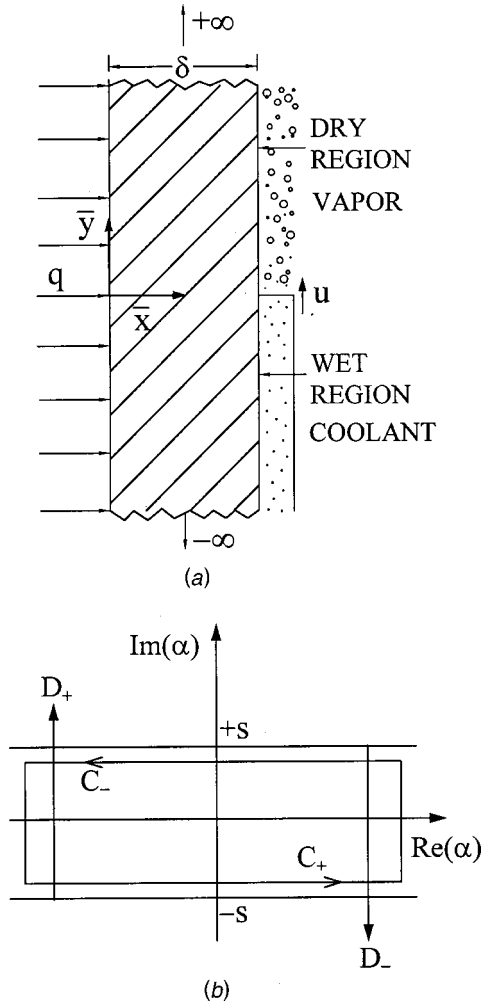 +∞
δ
DRY
REGION
VAPOR
y̅
q
u
x̅
WET
REGION
COOLANT
−∞
(a)
Im(α)
D₊
+s
C₋
Re(α)
C₊
−s
D₋
(b)